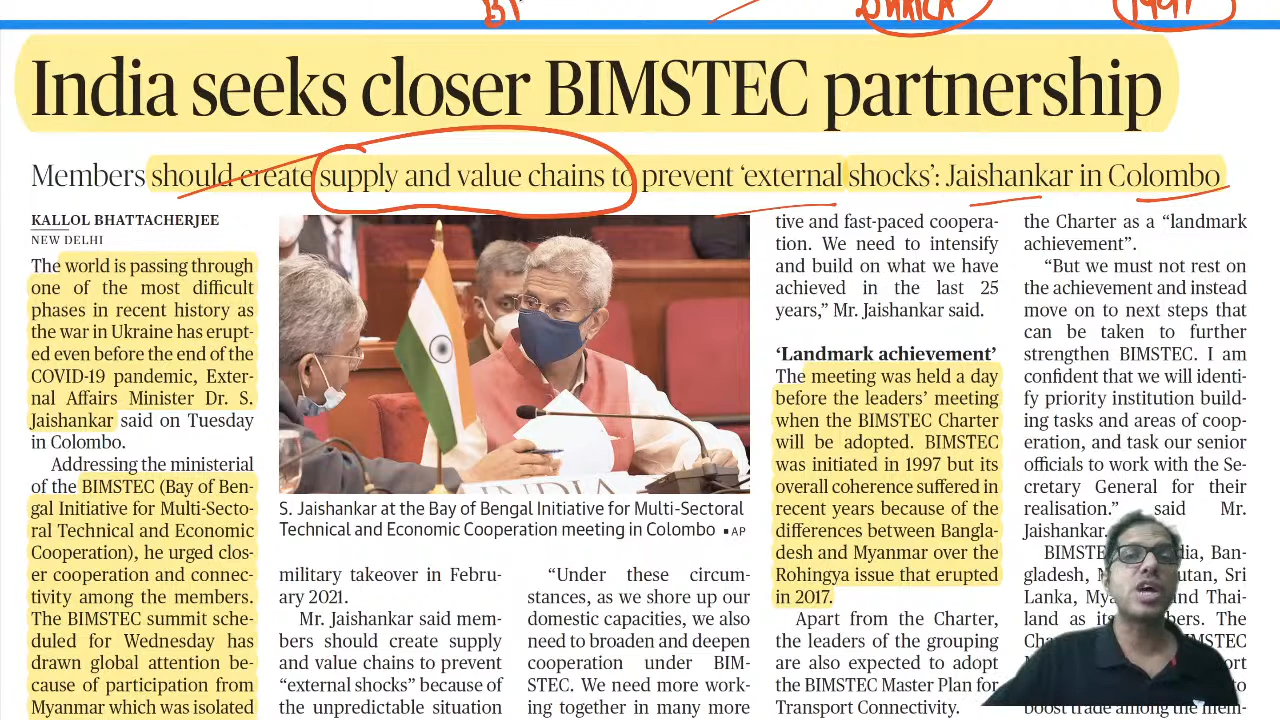 India seeks closer BIMSTEC partnership
Members should create supply and value chains to prevent ‘external shocks’: Jaishankar in Colombo
KALLOL BHATTACHERJEE
NEW DELHI
The world is passing through
one of the most difficult
phases in recent history as
the war in Ukraine has erupt-
ed even before the end of the
COVID-19 pandemic, Exter-
nal Affairs Minister Dr. S.
Jaishankar said on Tuesday
in Colombo.
Addressing the ministerial
of the BIMSTEC (Bay of Ben-
gal Initiative for Multi-Secto-
ral Technical and Economic
Cooperation), he urged clos-
er cooperation and connec-
tivity among the members.
The BIMSTEC summit sche-
duled for Wednesday has
drawn global attention be-
cause of participation from
Myanmar which was isolated
INDIA
S. Jaishankar at the Bay of Bengal Initiative for Multi-Sectoral
Technical and Economic Cooperation meeting in Colombo ▪ AP
military takeover in Febru-
ary 2021.
Mr. Jaishankar said mem-
bers should create supply
and value chains to prevent
“external shocks” because of
the unpredictable situation
“Under these circum-
stances, as we shore up our
domestic capacities, we also
need to broaden and deepen
cooperation under BIM-
STEC. We need more work-
ing together in many more
tive and fast-paced coopera-
tion. We need to intensify
and build on what we have
achieved in the last 25
years,” Mr. Jaishankar said.
‘Landmark achievement’
The meeting was held a day
before the leaders’ meeting
when the BIMSTEC Charter
will be adopted. BIMSTEC
was initiated in 1997 but its
overall coherence suffered in
recent years because of the
differences between Bangla-
desh and Myanmar over the
Rohingya issue that erupted
in 2017.
Apart from the Charter,
the leaders of the grouping
are also expected to adopt
the BIMSTEC Master Plan for
Transport Connectivity.
the Charter as a “landmark
achievement”.
“But we must not rest on
the achievement and instead
move on to next steps that
can be taken to further
strengthen BIMSTEC. I am
confident that we will identi-
fy priority institution build-
ing tasks and areas of coop-
eration, and task our senior
officials to work with the Se-
cretary General for their
realisation.” said Mr.
Jaishankar.
Ban-
gladesh, Sri
Lanka, and Thai-
land as its
The
to
boost trade among the mem-